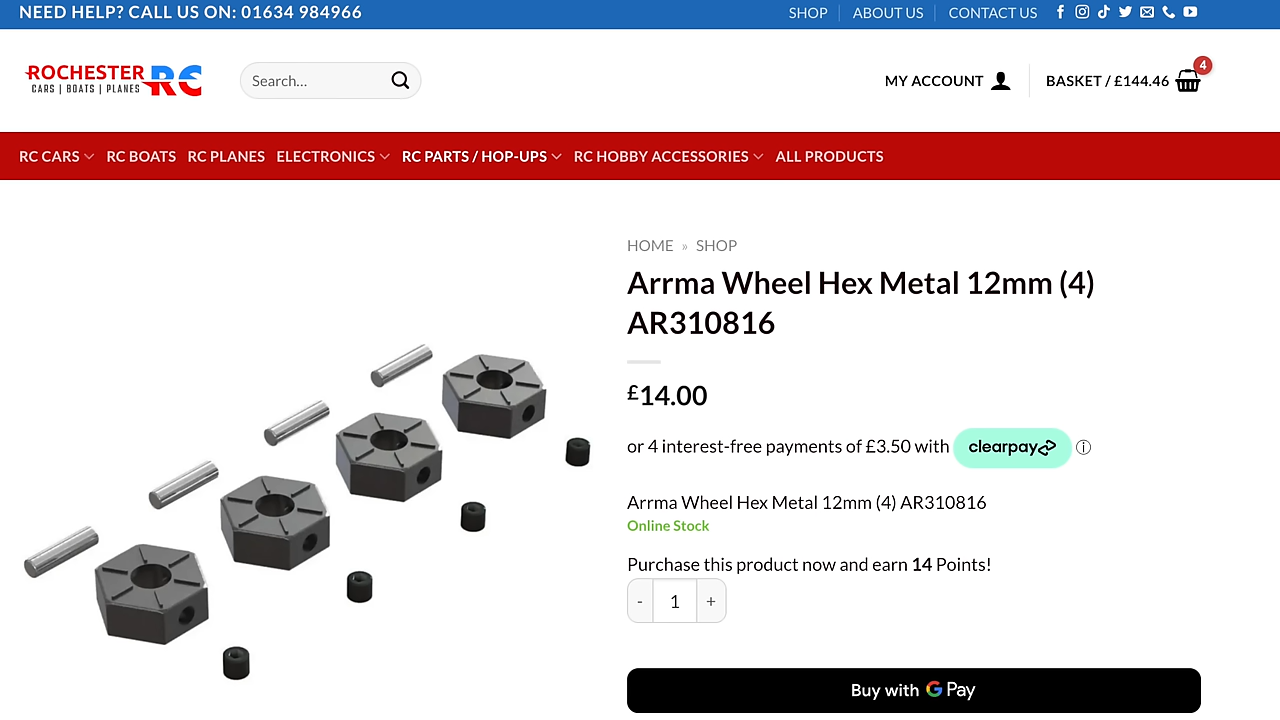 NEED HELP? CALL US ON: 01634 984966
SHOP ABOUT US CONTACT US
ROCHESTER RC
CARS | BOATS | PLANES
Search...
MY ACCOUNT
BASKET / £144.46
4
RC CARS RC BOATS RC PLANES ELECTRONICS RC PARTS / HOP-UPS RC HOBBY ACCESSORIES ALL PRODUCTS
HOME » SHOP
Arrma Wheel Hex Metal 12mm (4)
AR310816
£14.00
or 4 interest-free payments of £3.50 with clearpay
Arrma Wheel Hex Metal 12mm (4) AR310816
Online Stock
Purchase this product now and earn 14 Points!
- 1 +
Buy with G Pay